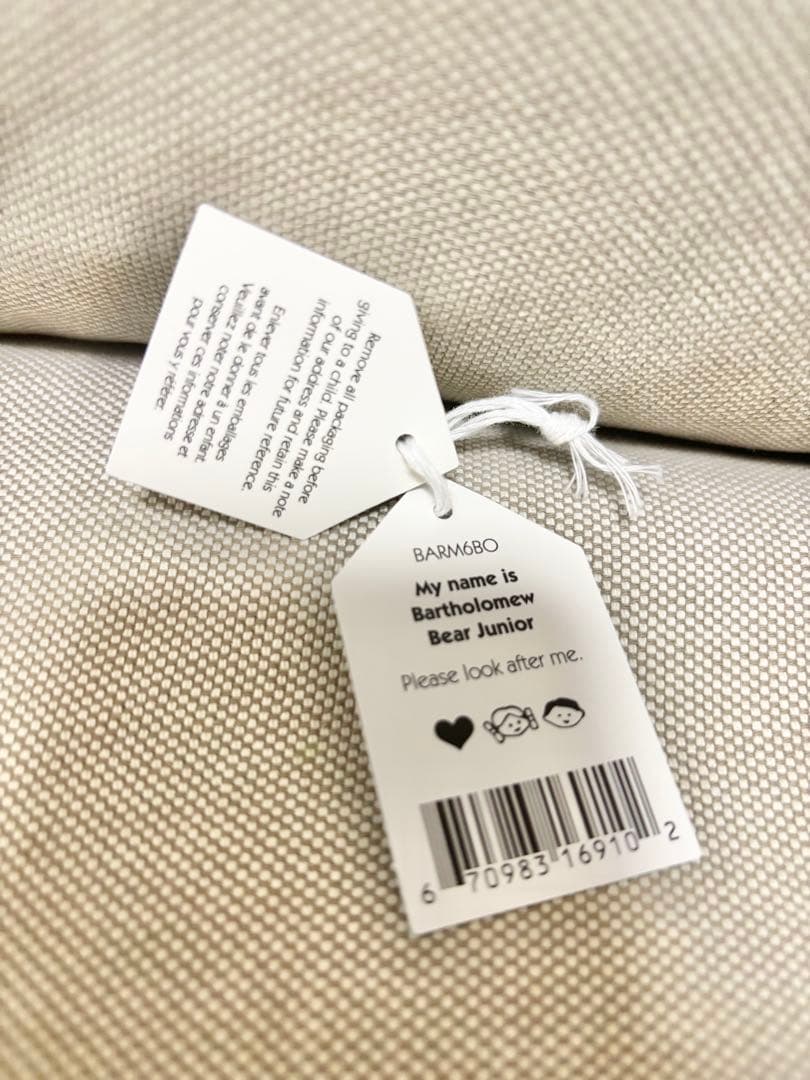 Remove all packaging before
giving to a child. Please make a note
of our address and retain this
information for future reference.
Enlever tous les emballages
avant de le donner à un enfant.
Veuillez noter notre adresse et
conserver ces informations
pour vous y référer.
BARM6BO
My name is
Bartholomew
Bear Junior
Please look after me.
6 70983 16910 2